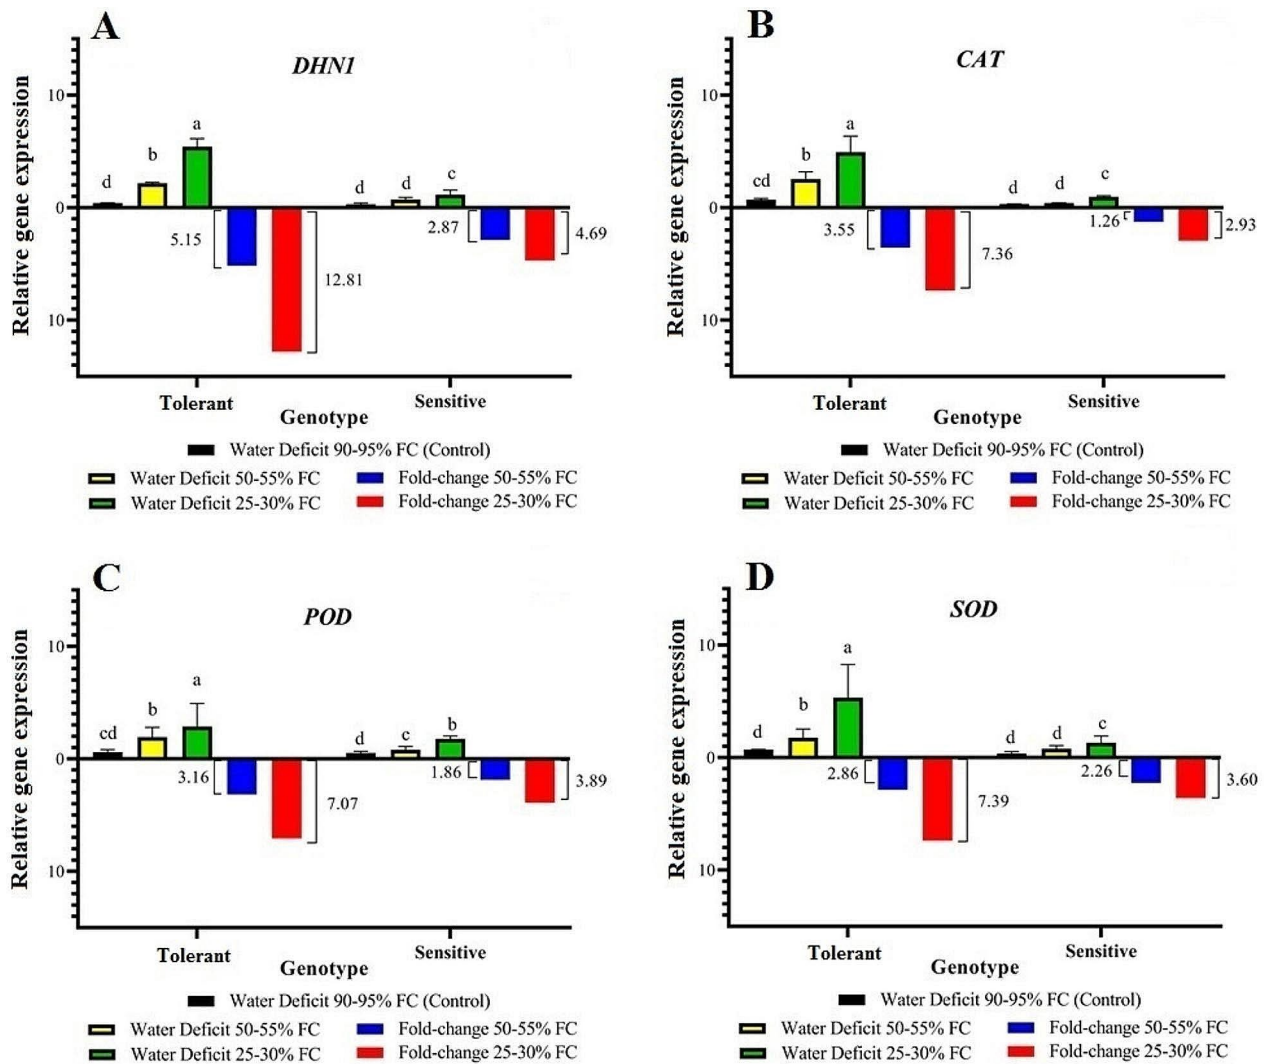 A
DHN1
Relative gene expression
10
0
10
d
b
a
d
d
c
5.15
12.81
2.87
4.69
Tolerant
Sensitive
Genotype
Water Deficit 90-95% FC (Control)
Water Deficit 50-55% FC
Fold-change 50-55% FC
Water Deficit 25-30% FC
Fold-change 25-30% FC
B
CAT
Relative gene expression
10
0
10
cd
b
a
d
d
c
3.55
7.36
1.26
2.93
Tolerant
Sensitive
Genotype
Water Deficit 90-95% FC (Control)
Water Deficit 50-55% FC
Fold-change 50-55% FC
Water Deficit 25-30% FC
Fold-change 25-30% FC
C
POD
Relative gene expression
10
0
10
cd
b
a
d
c
b
3.16
7.07
1.86
3.89
Tolerant
Sensitive
Genotype
Water Deficit 90-95% FC (Control)
Water Deficit 50-55% FC
Fold-change 50-55% FC
Water Deficit 25-30% FC
Fold-change 25-30% FC
D
SOD
Relative gene expression
10
0
10
d
b
a
d
d
c
2.86
7.39
2.26
3.60
Tolerant
Sensitive
Genotype
Water Deficit 90-95% FC (Control)
Water Deficit 50-55% FC
Fold-change 50-55% FC
Water Deficit 25-30% FC
Fold-change 25-30% FC